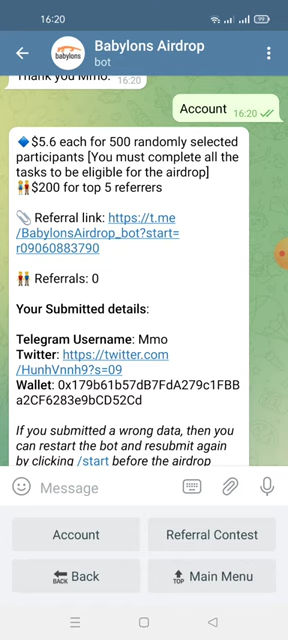 16:20
99
Babylons Airdrop
bot
babylons
Thank you Mmo.
16:20
Account
16:20
$5.6 each for 500 randomly selected
participants [You must complete all the
tasks to be eligible for the airdrop]
$200 for top 5 referrers
Referral link: https://t.me
/BabylonsAirdrop_bot?start=
r09060883790
Referrals: 0
Your Submitted details:
Telegram Username: Mmo
Twitter: https://twitter.com
/HunhVnnh9?s=09
Wallet: 0x179b61b57dB7FdA279c1FBB
a2CF6283e9bCD52Cd
If you submitted a wrong data, then you
can restart the bot and resubmit again
by clicking /start before the airdrop
Message
Account
Referral Contest
BACK Back
TOP Main Menu